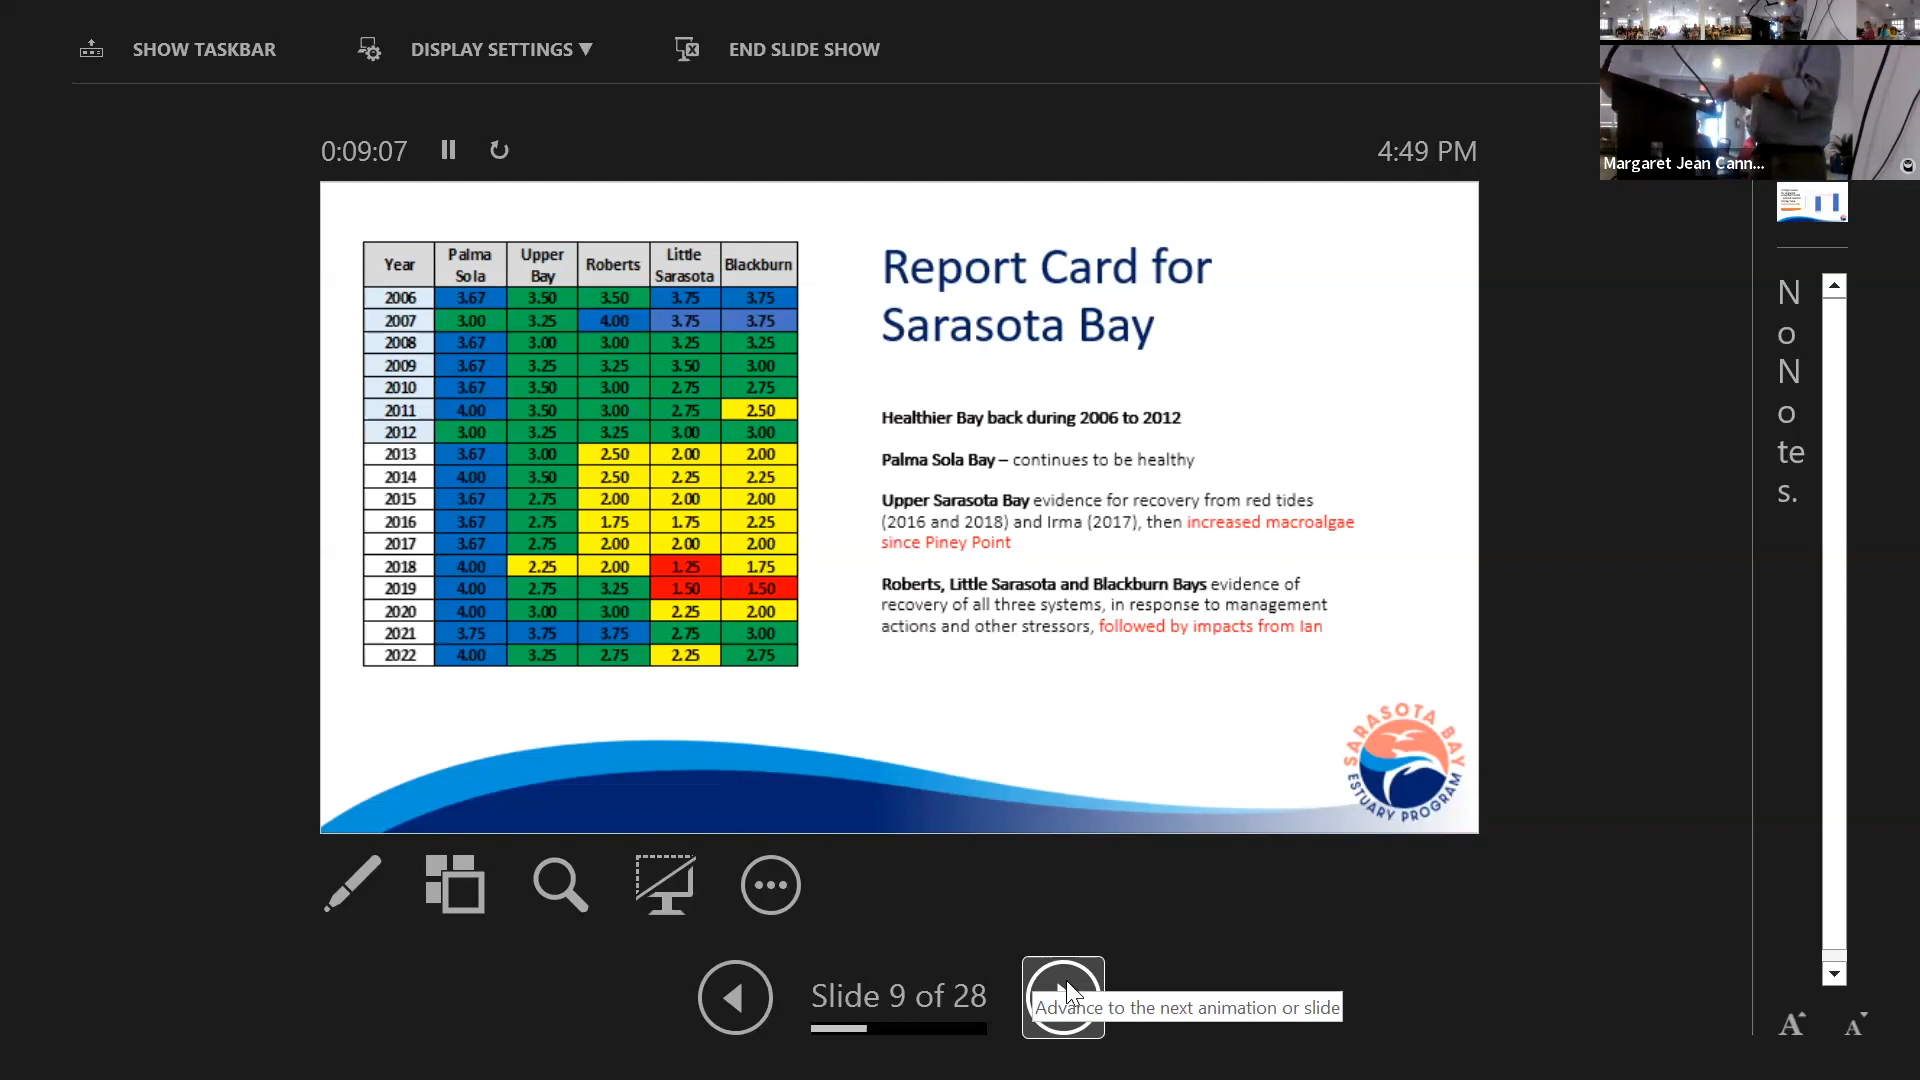 SHOW TASKBAR
DISPLAY SETTINGS ▼
END SLIDE SHOW
Margaret Jean Cann...
0:09:07
4:49 PM
Year Palma Sola Upper Bay Roberts Little Sarasota Blackburn
2006 3.67 3.50 3.50 3.75 3.75
2007 3.00 3.25 4.00 3.75 3.75
2008 3.67 3.00 3.00 3.25 3.25
2009 3.67 3.25 3.25 3.50 3.00
2010 3.67 3.50 3.00 2.75 2.75
2011 4.00 3.50 3.00 2.75 2.50
2012 3.00 3.25 3.25 3.00 3.00
2013 3.67 3.00 2.50 2.00 2.00
2014 4.00 3.50 2.50 2.25 2.25
2015 3.67 2.75 2.00 2.00 2.00
2016 3.67 2.75 1.75 1.75 2.25
2017 3.67 2.75 2.00 2.00 2.00
2018 4.00 2.25 2.00 1.25 1.75
2019 4.00 2.75 3.25 1.50 1.50
2020 4.00 3.00 3.00 2.25 2.00
2021 3.75 3.75 3.75 2.75 3.00
2022 4.00 3.25 2.75 2.25 2.75
Report Card for
Sarasota Bay
Healthier Bay back during 2006 to 2012
Palma Sola Bay – continues to be healthy
Upper Sarasota Bay evidence for recovery from red tides
(2016 and 2018) and Irma (2017), then increased macroalgae
since Piney Point
Roberts, Little Sarasota and Blackburn Bays evidence of
recovery of all three systems, in response to management
actions and other stressors, followed by impacts from Ian
SARASOTA BAY
ESTUARY PROGRAM
N
o
N
o
te
s.
Slide 9 of 28
Advance to the next animation or slide
A A